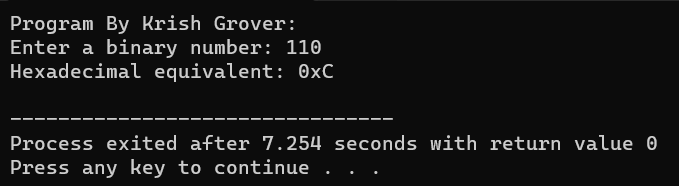 Program By Krish Grover:
Enter a binary number: 110
Hexadecimal equivalent: 0xC

--------------------------------
Process exited after 7.254 seconds with return value 0
Press any key to continue . . .